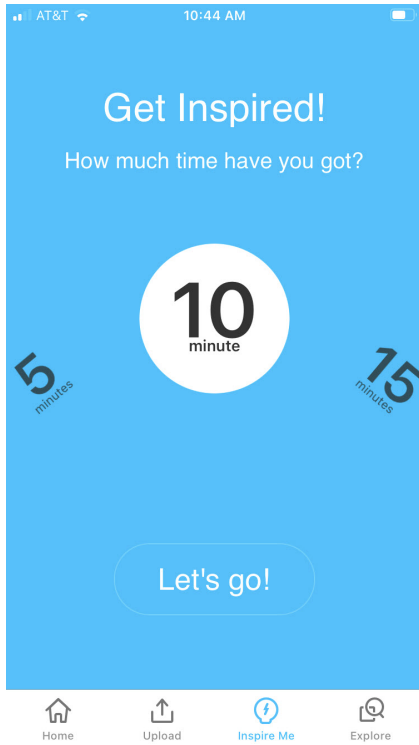 AT&T 10:44 AM
Get Inspired!
How much time have you got?
10
minute
5
minutes
15
minutes
Let's go!
Home Upload Inspire Me Explore